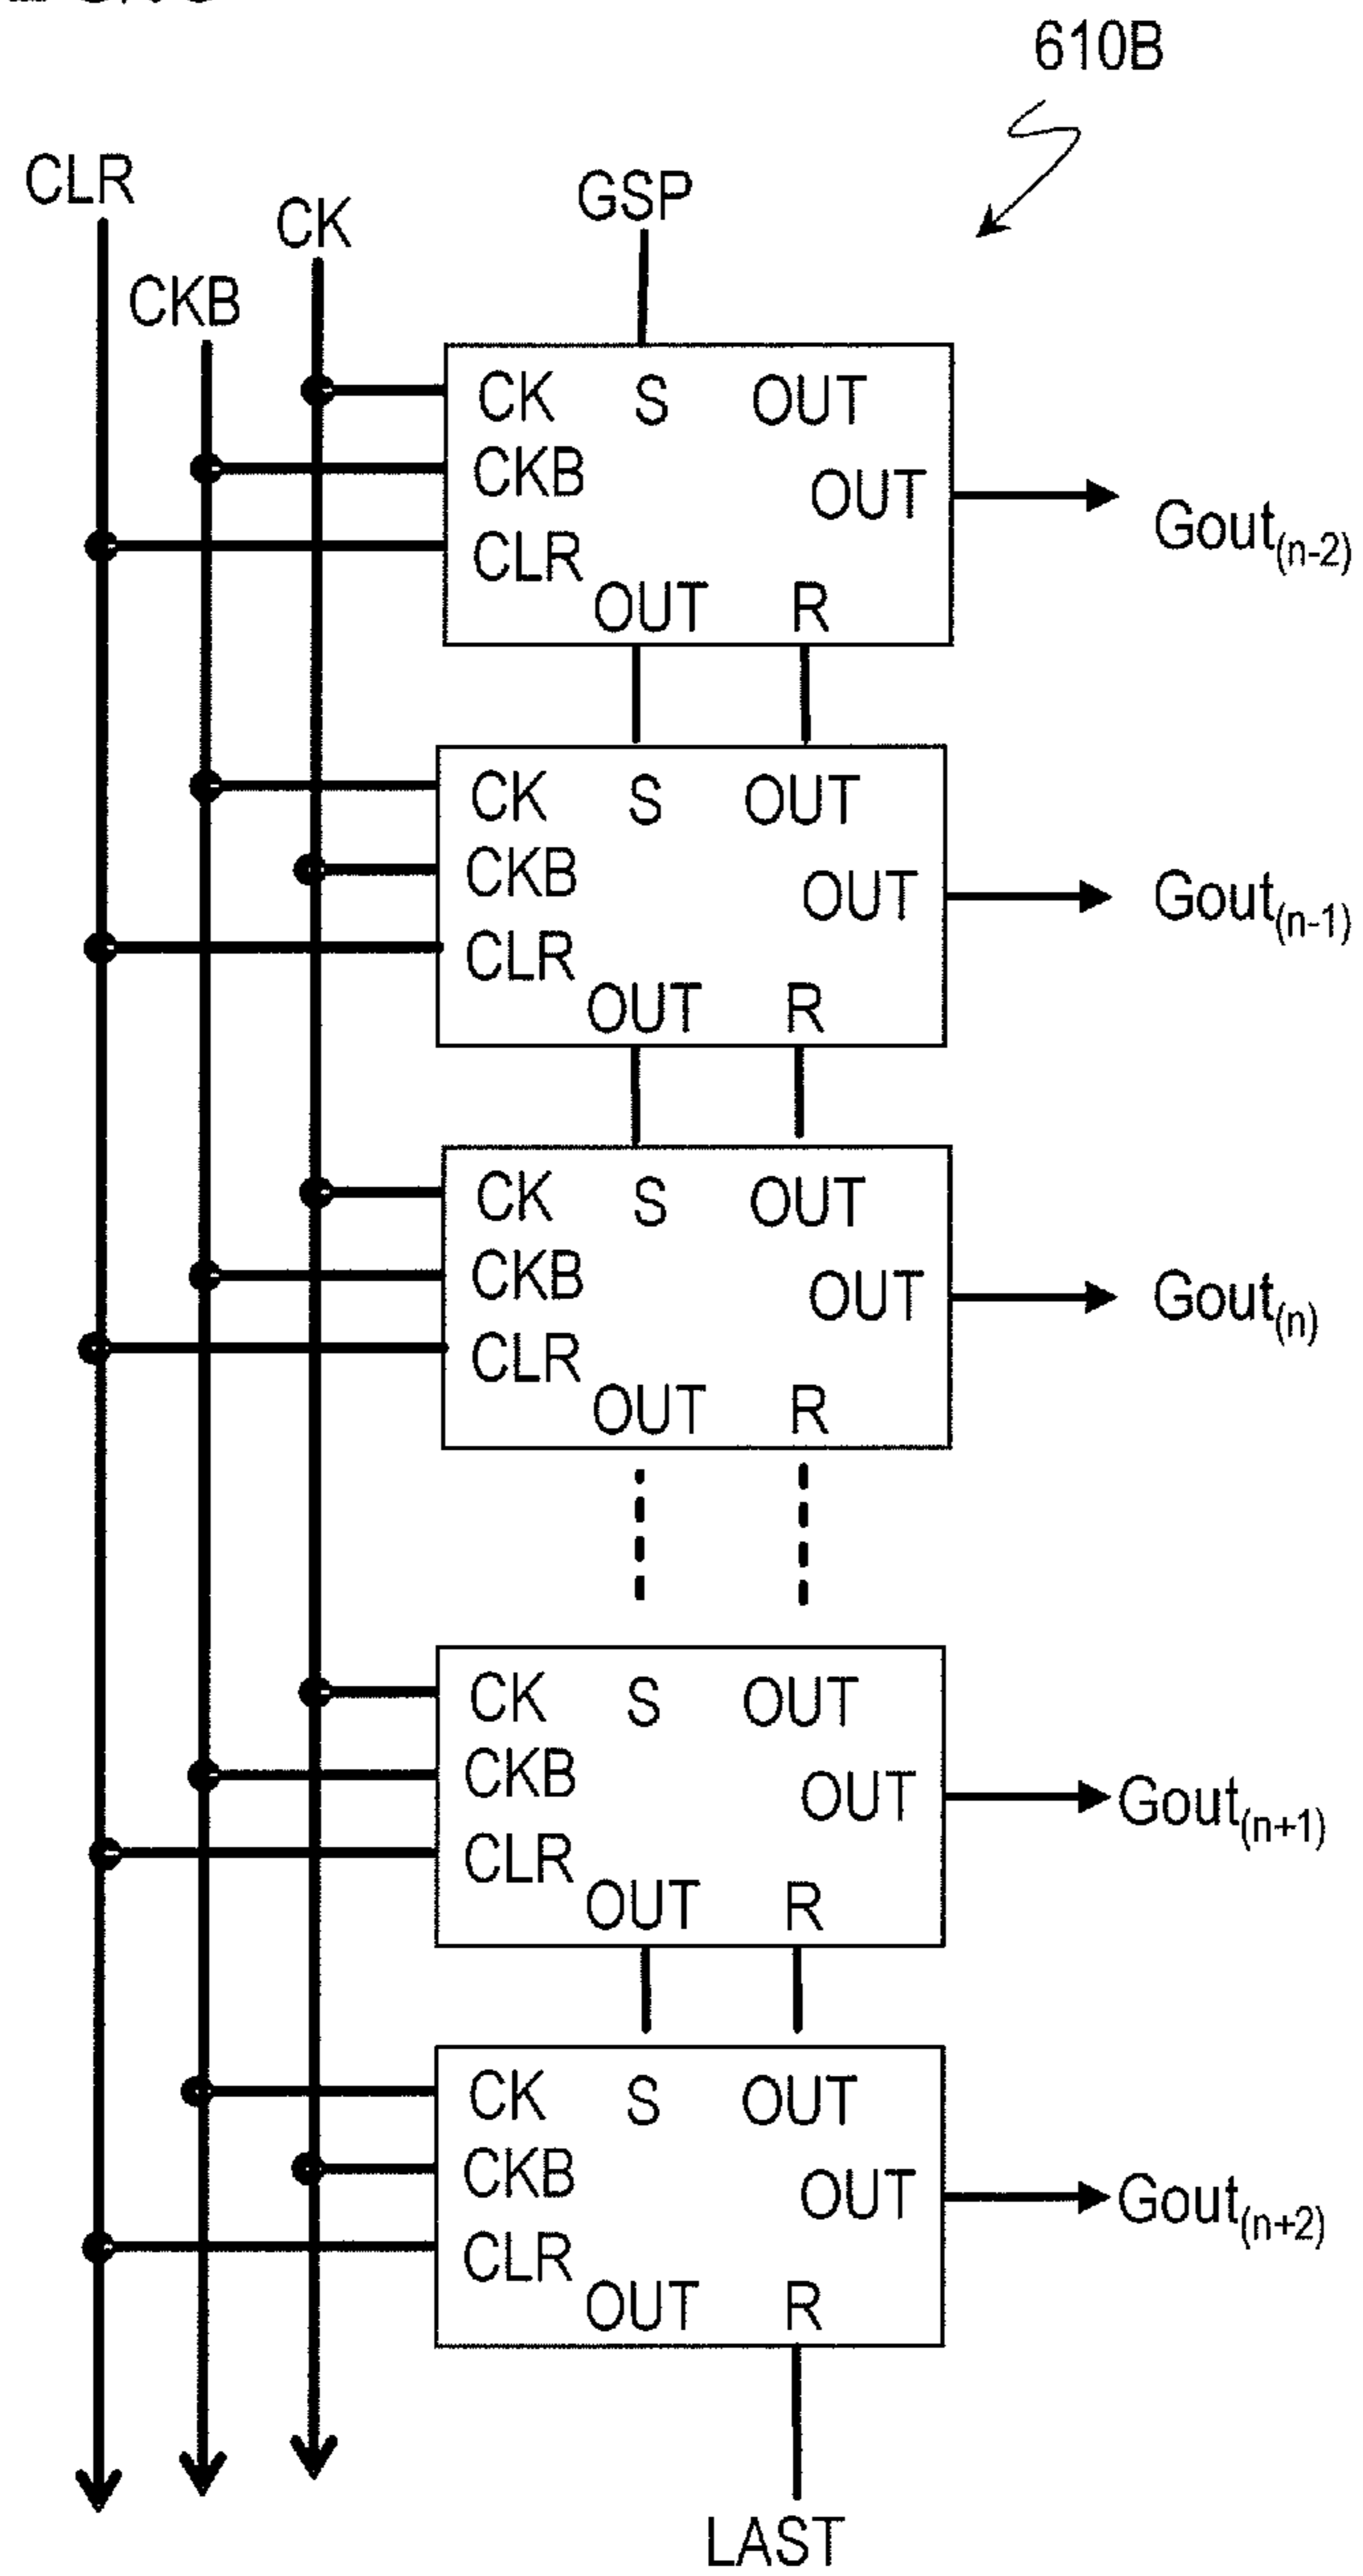 610B
CLR
CK
GSP
CKB
CK S OUT
CKB
OUT
CLR
OUT R
Gout(n-2)
CK S OUT
CKB
OUT
CLR
OUT R
Gout(n-1)
CK S OUT
CKB
OUT
CLR
OUT R
Gout(n)
CK S OUT
CKB
OUT
CLR
OUT R
Gout(n+1)
CK S OUT
CKB
OUT
CLR
OUT R
Gout(n+2)
LAST